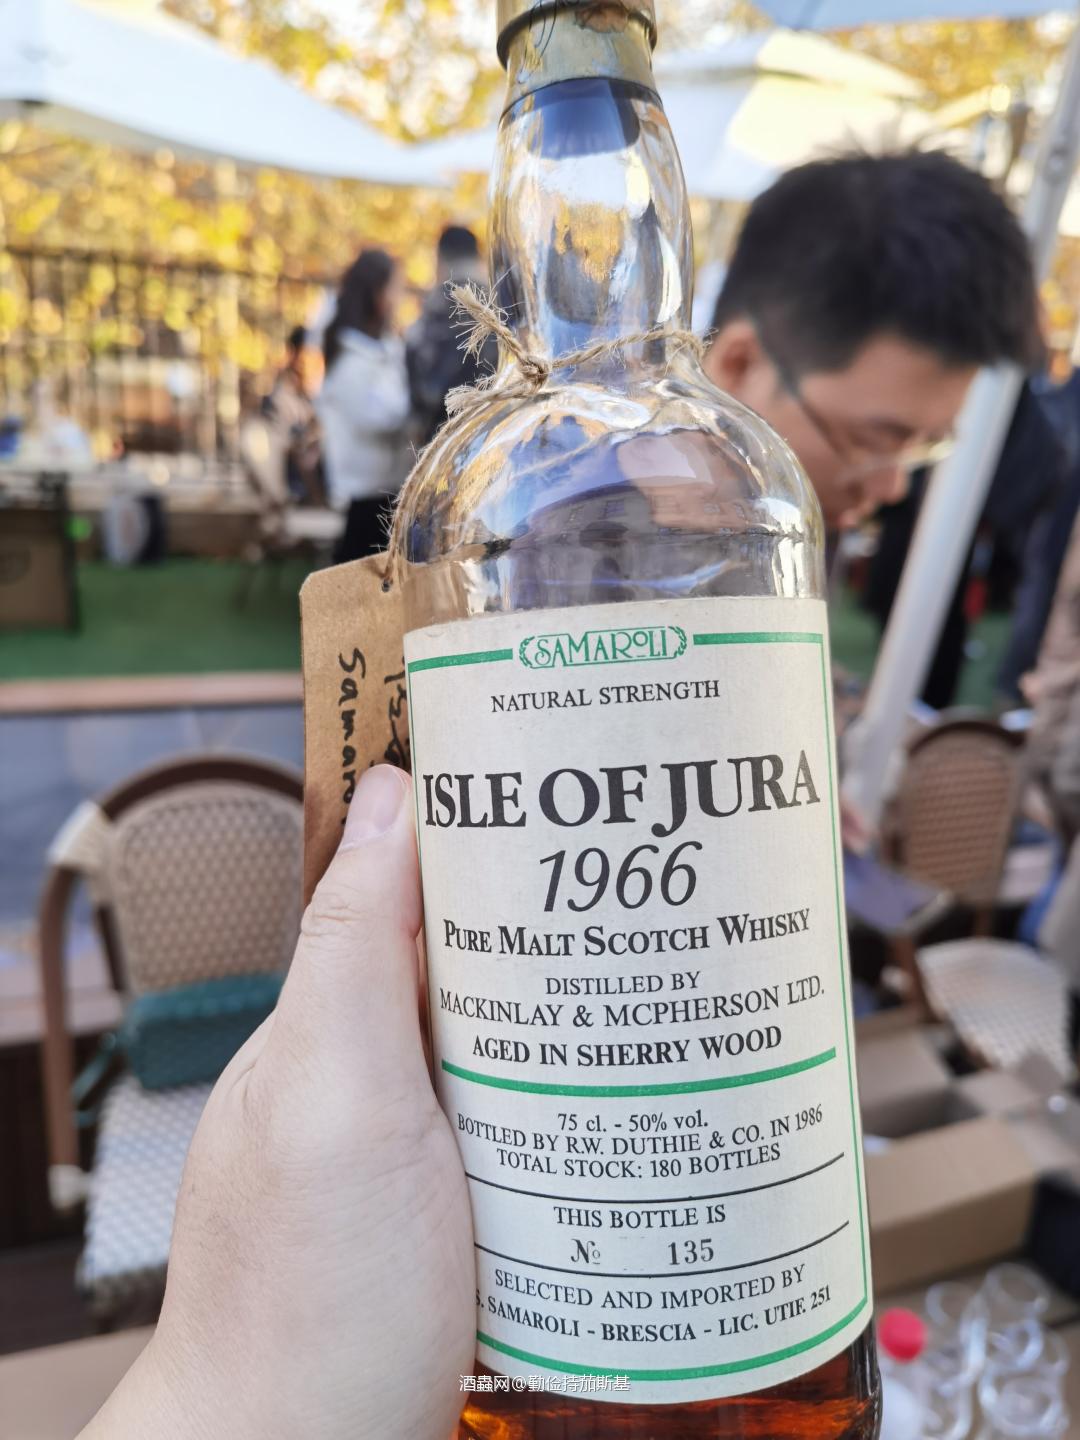 SAMAROLI
NATURAL STRENGTH
ISLE OF JURA
1966
PURE MALT SCOTCH WHISKY
DISTILLED BY
MACKINLAY & MCPHERSON LTD.
AGED IN SHERRY WOOD
75 cl. - 50% vol.
BOTTLED BY R.W. DUTHIE & CO. IN 1986
TOTAL STOCK: 180 BOTTLES
THIS BOTTLE IS
№ 135
SELECTED AND IMPORTED BY
S. SAMAROLI - BRESCIA - LIC. UTIF. 251
酒蟲网@勤俭持茄斯基